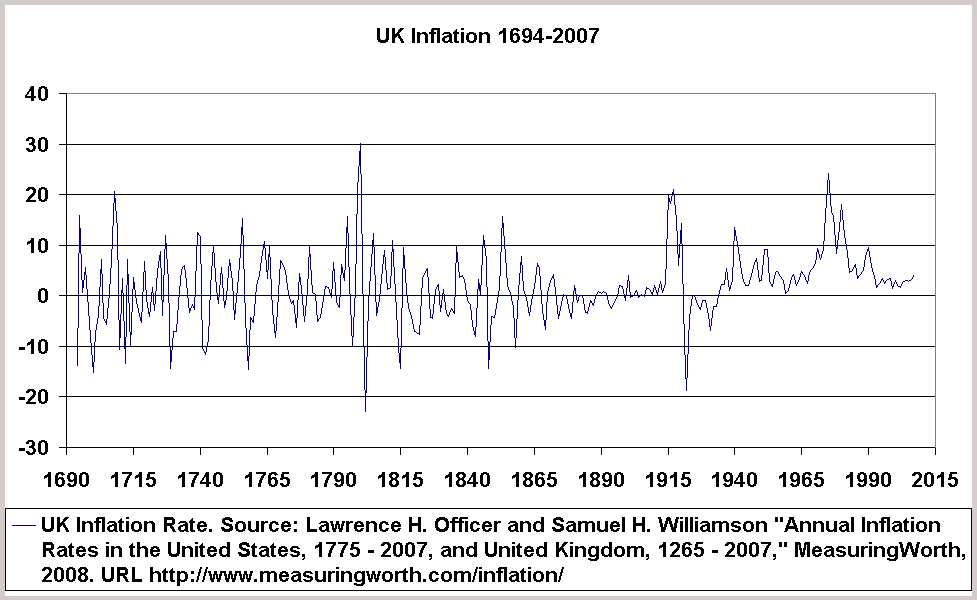 UK Inflation 1694-2007
40
30
20
10
0
-10
-20
-30
1690 1715 1740 1765 1790 1815 1840 1865 1890 1915 1940 1965 1990 2015
UK Inflation Rate. Source: Lawrence H. Officer and Samuel H. Williamson "Annual Inflation
Rates in the United States, 1775 - 2007, and United Kingdom, 1265 - 2007," MeasuringWorth,
2008. URL http://www.measuringworth.com/inflation/